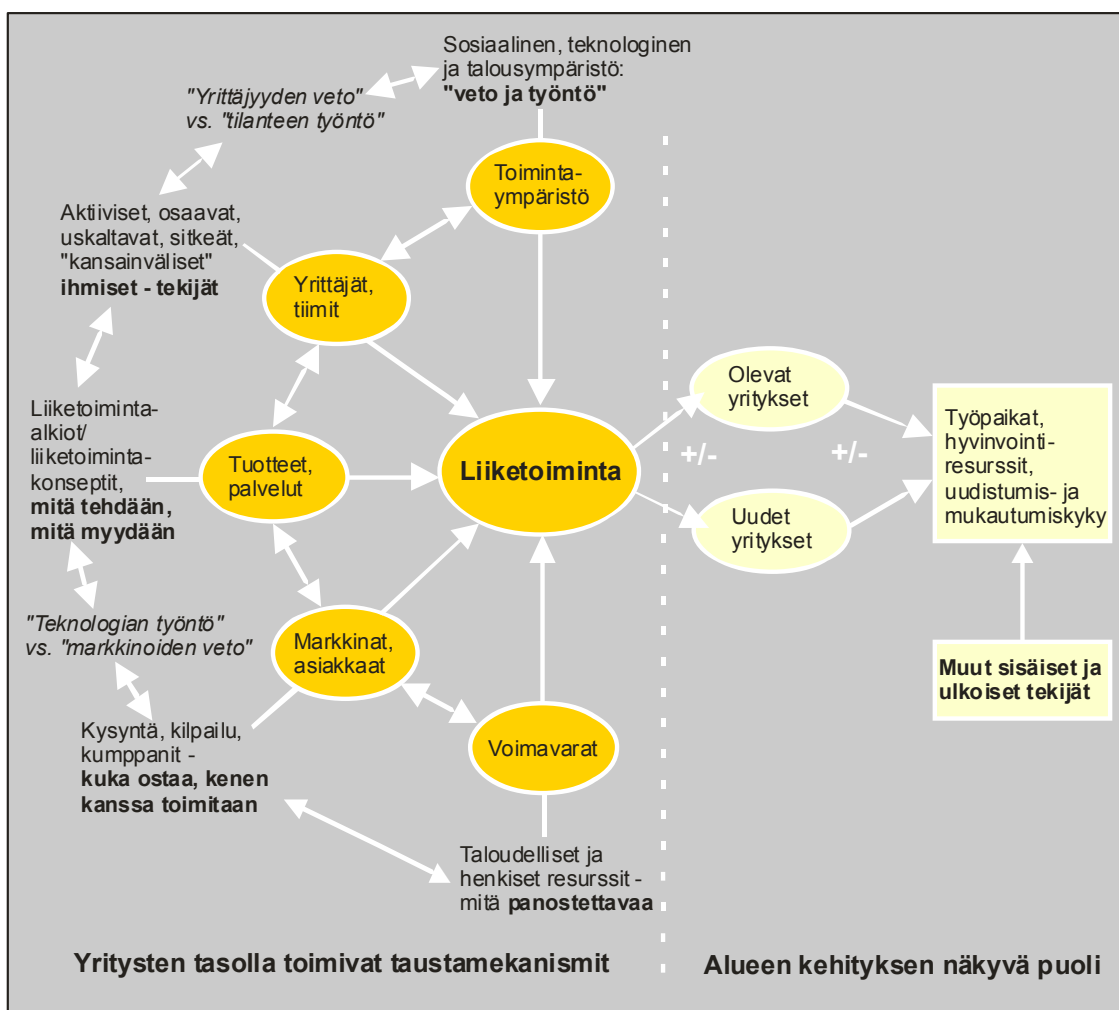 Sosiaalinen, teknologinen
ja talousympäristö:
"veto ja työntö"
"Yrittäjyyden veto"
vs. "tilanteen työntö"
Toiminta-
ympäristö
Aktiiviset, osaavat,
uskaltavat, sitkeät,
"kansainväliset"
ihmiset - tekijät
Yrittäjät,
tiimit
Liiketoiminta-
alkiot/
liiketoiminta-
konseptit,
mitä tehdään,
mitä myydään
Tuotteet,
palvelut
Liiketoiminta
"Teknologian työntö"
vs. "markkinoiden veto"
Markkinat,
asiakkaat
Kysyntä, kilpailu,
kumppanit -
kuka ostaa, kenen
kanssa toimitaan
Voimavarat
Taloudelliset ja
henkiset resurssit -
mitä panostettavaa
Yritysten tasolla toimivat taustamekanismit
Olevat
yritykset
+/-
+/-
Uudet
yritykset
Työpaikat,
hyvinvointi-
resurssit,
uudistumis- ja
mukautumiskyky
Muut sisäiset ja
ulkoiset tekijät
Alueen kehityksen näkyvä puoli